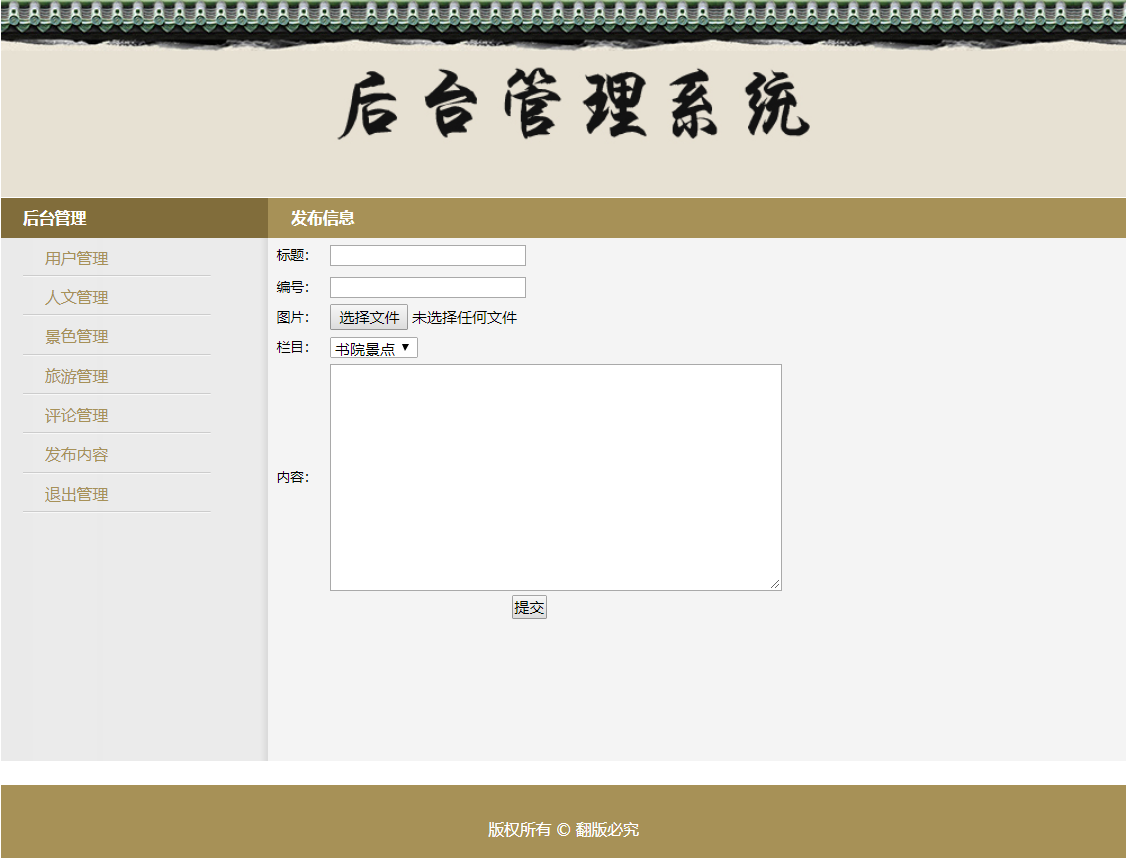 后台管理系统
后台管理
发布信息
用户管理
人文管理
景色管理
旅游管理
评论管理
发布内容
退出管理
标题：
编号：
图片： 选择文件 未选择任何文件
栏目： 书院景点
内容：
提交
版权所有 © 翻版必究